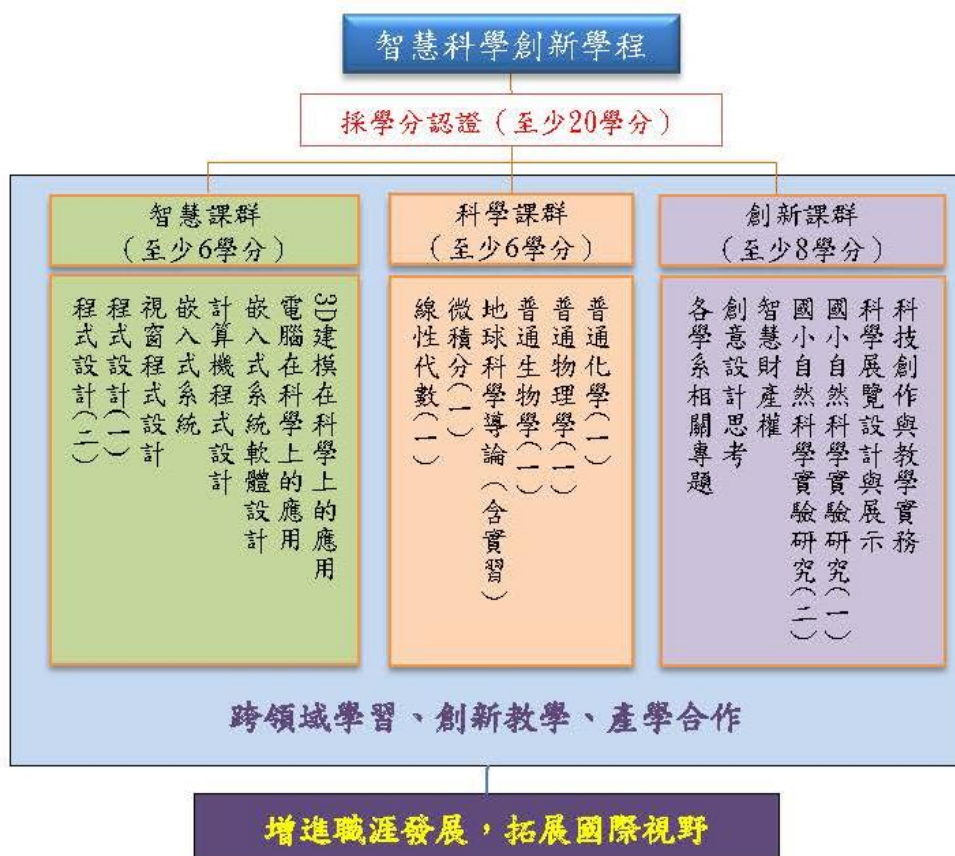 智慧科學創新學程
採學分認證（至少20學分）
智慧課群
（至少6學分）
3D建模在科學上的應用
電腦在科學上的應用
嵌入式系統軟體設計
計算機程式設計
嵌入式系統
視窗程式設計
程式設計(一)
程式設計(二)
科學課群
（至少6學分）
普通化學(一)
普通物理學(一)
普通生物學(一)
地球科學導論（含實習）
微積分(一)
線性代數(一)
創新課群
（至少8學分）
科技創作與教學實務
科學展覽設計與展示
國小自然科學實驗研究(一)
國小自然科學實驗研究(二)
智慧財產權
創意設計思考
各學系相關專題
跨領域學習、創新教學、產學合作
增進職涯發展，拓展國際視野